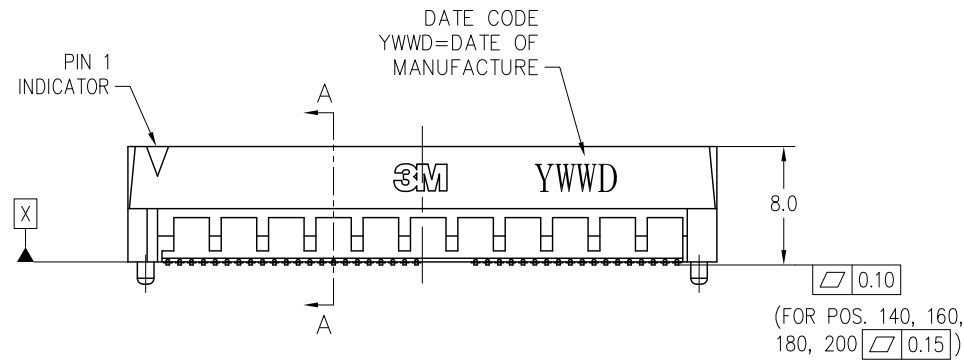 DATE CODE
YWWD=DATE OF
MANUFACTURE
PIN 1
INDICATOR
A
3M
YWWD
X
8.0
A
0.10
(FOR POS. 140, 160,
180, 200 0.15)